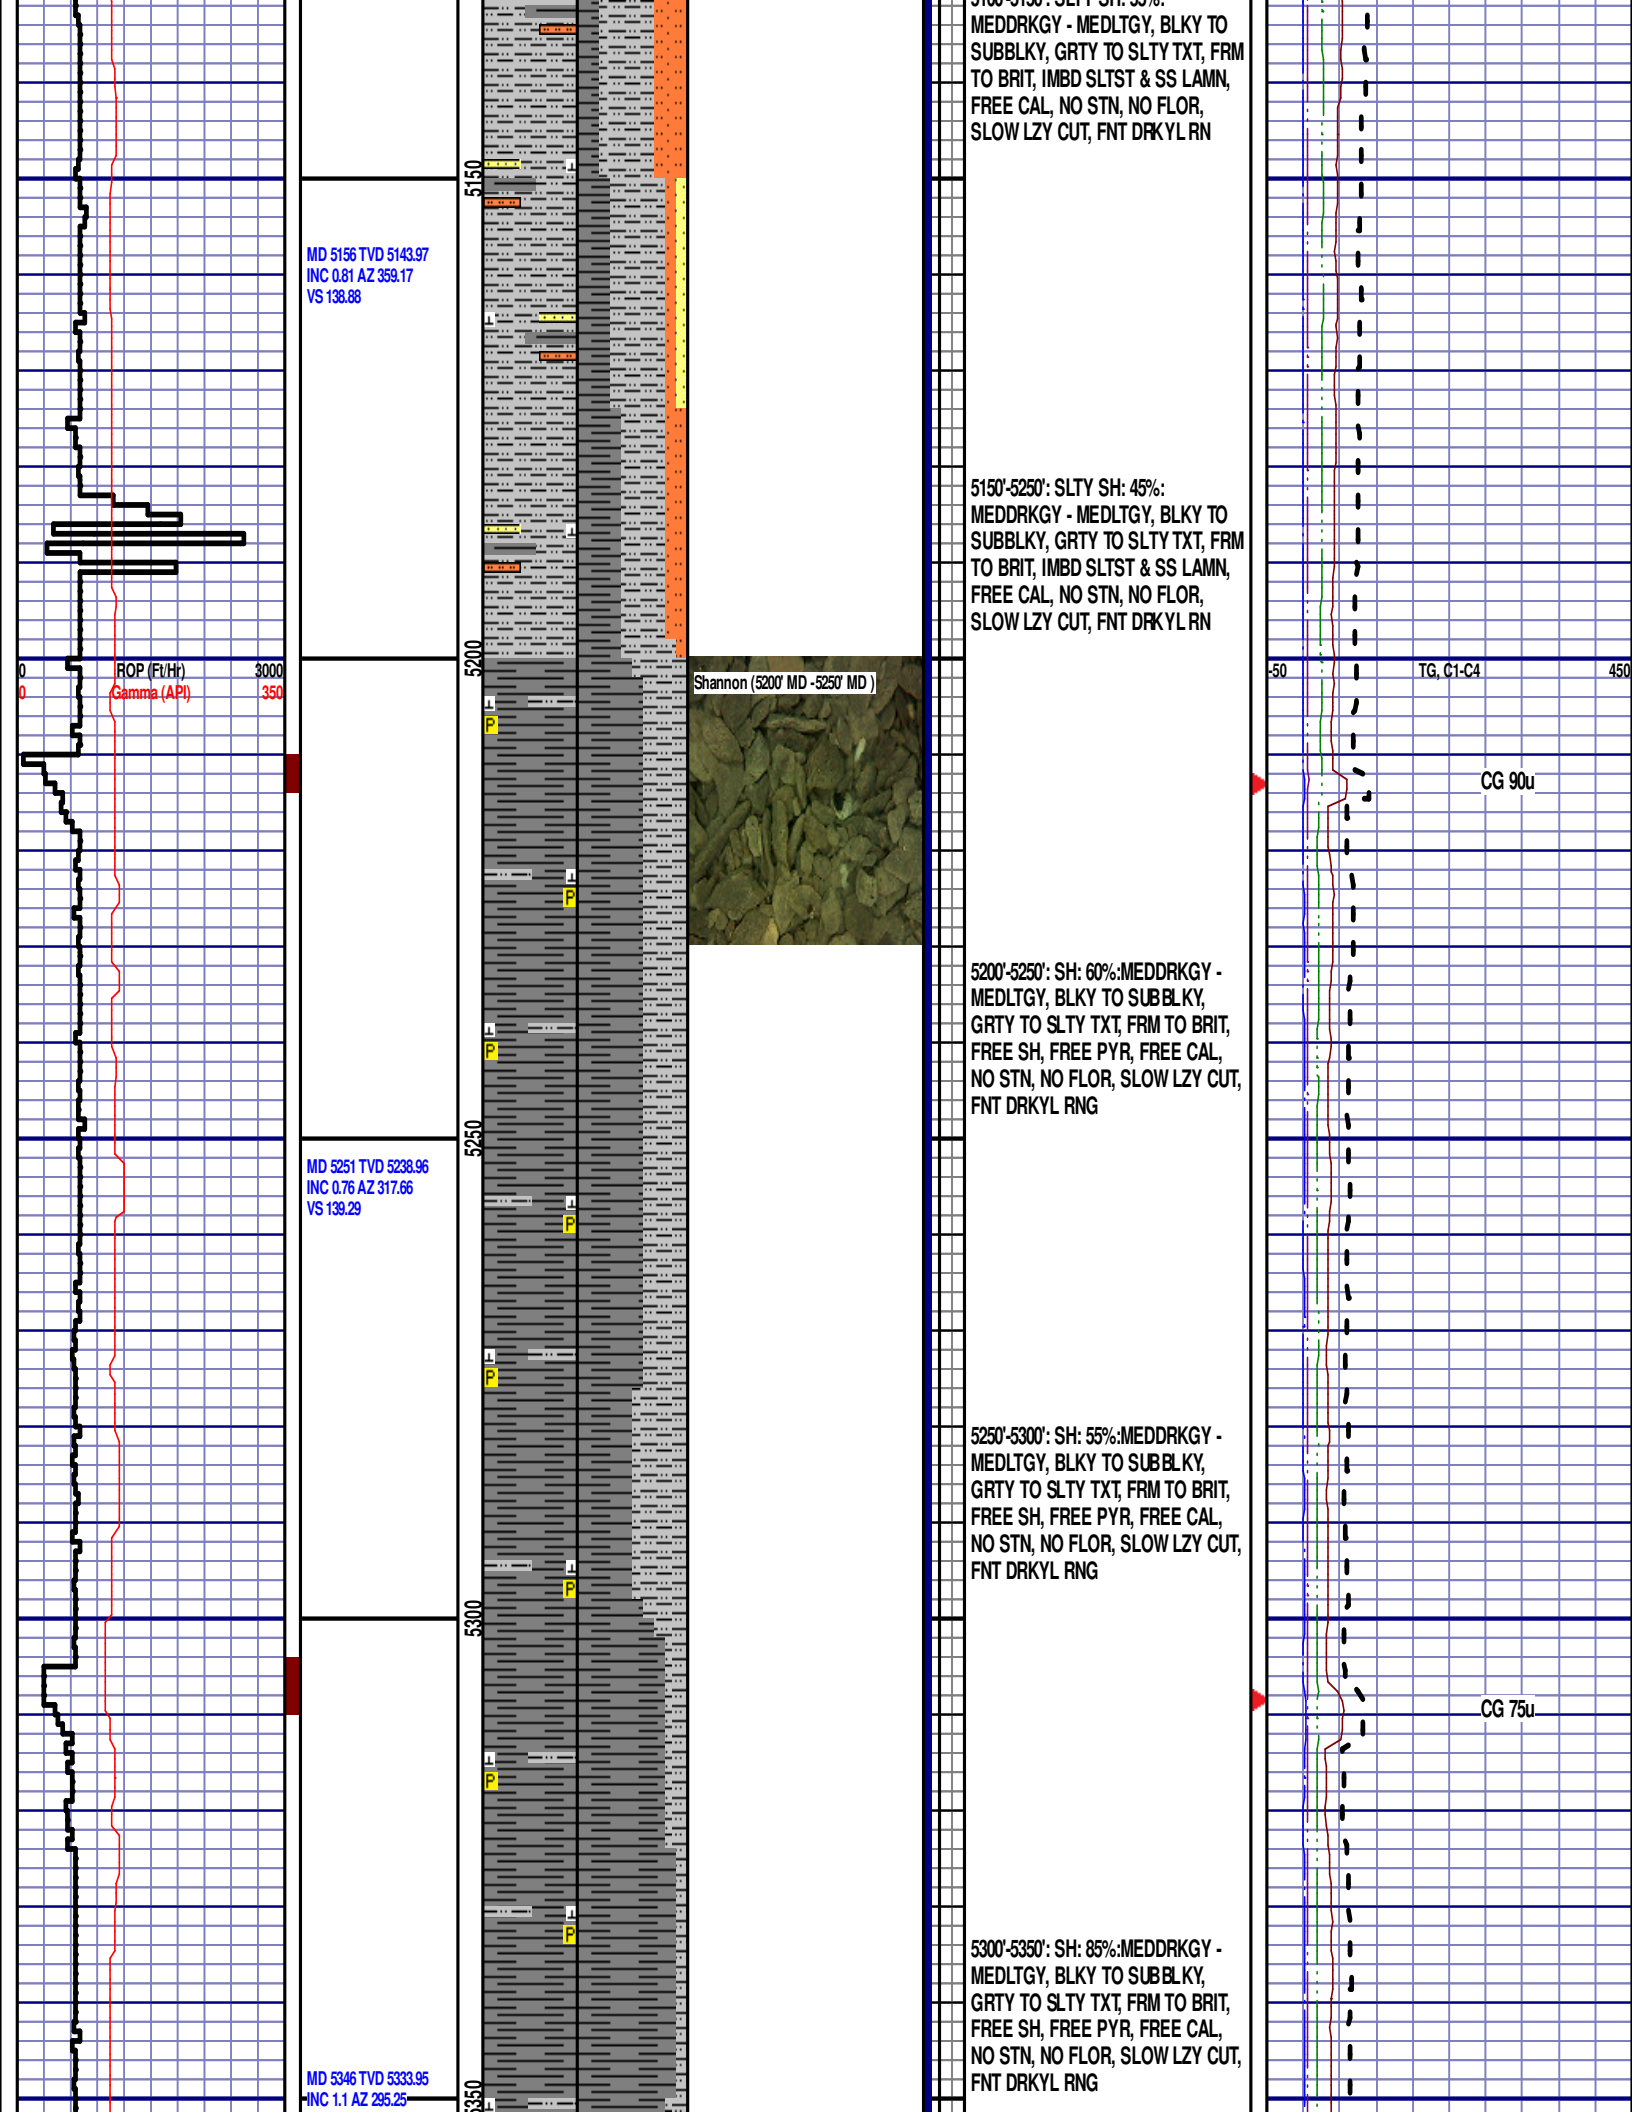 5100'-5150': SLTY SH: 55%:
MEDDRKGY - MEDLTGY, BLKY TO
SUBBLKY, GRTY TO SLTY TXT, FRM
TO BRIT, IMBD SLTST & SS LAMN,
FREE CAL, NO STN, NO FLOR,
SLOW LZY CUT, FNT DRKYL RN
5150
MD 5156 TVD 5143.97
INC 0.81 AZ 359.17
VS 138.88
5150'-5250': SLTY SH: 45%:
MEDDRKGY - MEDLTGY, BLKY TO
SUBBLKY, GRTY TO SLTY TXT, FRM
TO BRIT, IMBD SLTST & SS LAMN,
FREE CAL, NO STN, NO FLOR,
SLOW LZY CUT, FNT DRKYL RN
5200
0 ROP (Ft/Hr) 3000
0 Gamma (API) 350
Shannon (5200' MD -5250' MD )
-50 TG, C1-C4 450
P
CG 90u
P
5200'-5250': SH: 60%:MEDDRKGY -
MEDLTGY, BLKY TO SUBBLKY,
GRTY TO SLTY TXT, FRM TO BRIT,
FREE SH, FREE PYR, FREE CAL,
NO STN, NO FLOR, SLOW LZY CUT,
FNT DRKYL RNG
P
5250
MD 5251 TVD 5238.96
INC 0.76 AZ 317.66
VS 139.29
P
P
5250'-5300': SH: 55%:MEDDRKGY -
MEDLTGY, BLKY TO SUBBLKY,
GRTY TO SLTY TXT, FRM TO BRIT,
FREE SH, FREE PYR, FREE CAL,
NO STN, NO FLOR, SLOW LZY CUT,
FNT DRKYL RNG
P
5300
CG 75u
P
P
5300'-5350': SH: 85%:MEDDRKGY -
MEDLTGY, BLKY TO SUBBLKY,
GRTY TO SLTY TXT, FRM TO BRIT,
FREE SH, FREE PYR, FREE CAL,
NO STN, NO FLOR, SLOW LZY CUT,
FNT DRKYL RNG
MD 5346 TVD 5333.95
INC 1.1 AZ 295.25
5350